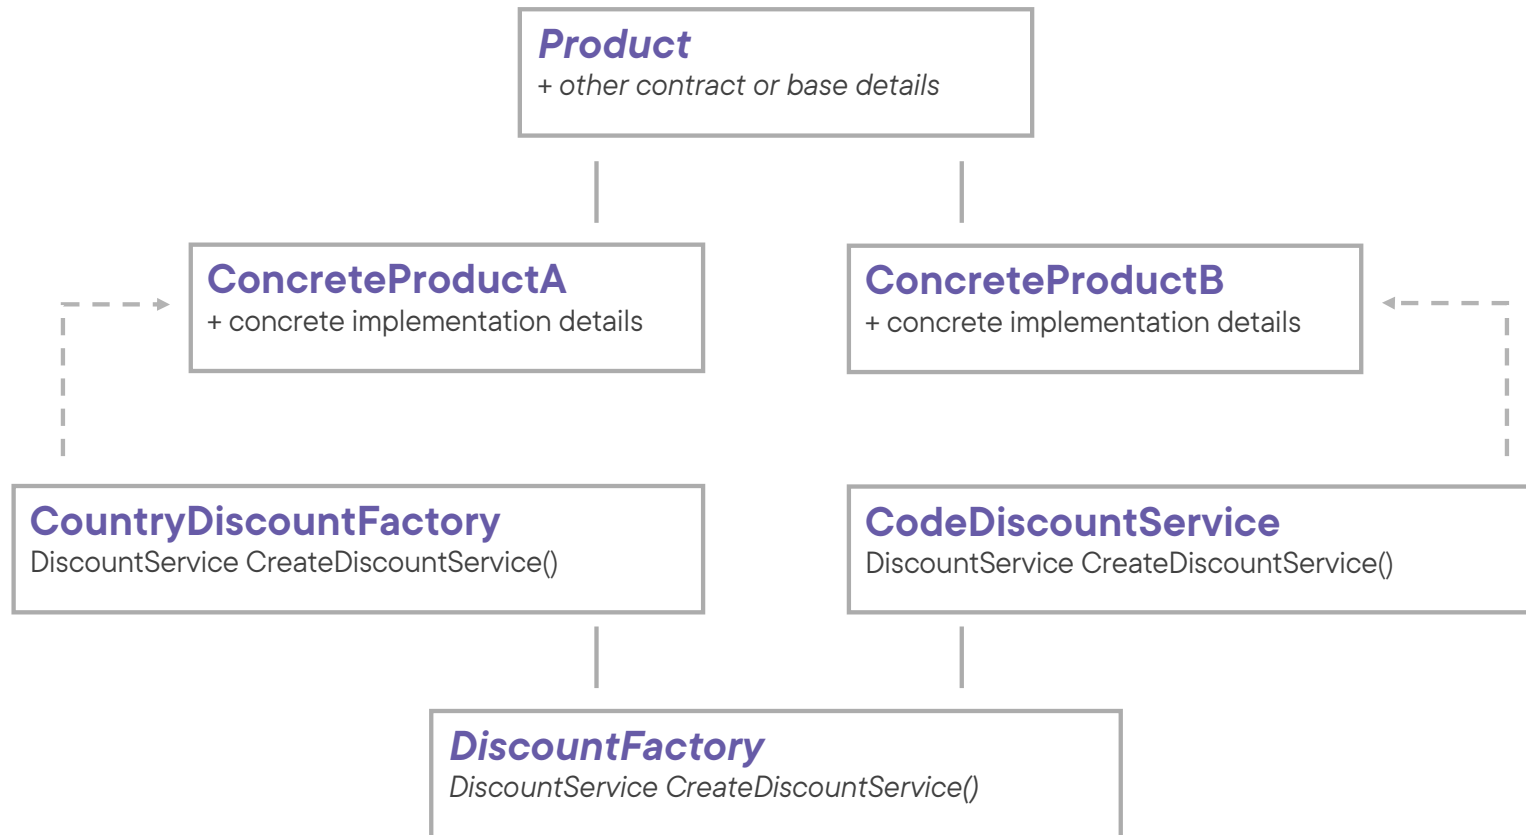 Product
+ other contract or base details
ConcreteProductA
+ concrete implementation details
ConcreteProductB
+ concrete implementation details
CountryDiscountFactory
DiscountService CreateDiscountService()
CodeDiscountService
DiscountService CreateDiscountService()
DiscountFactory
DiscountService CreateDiscountService()